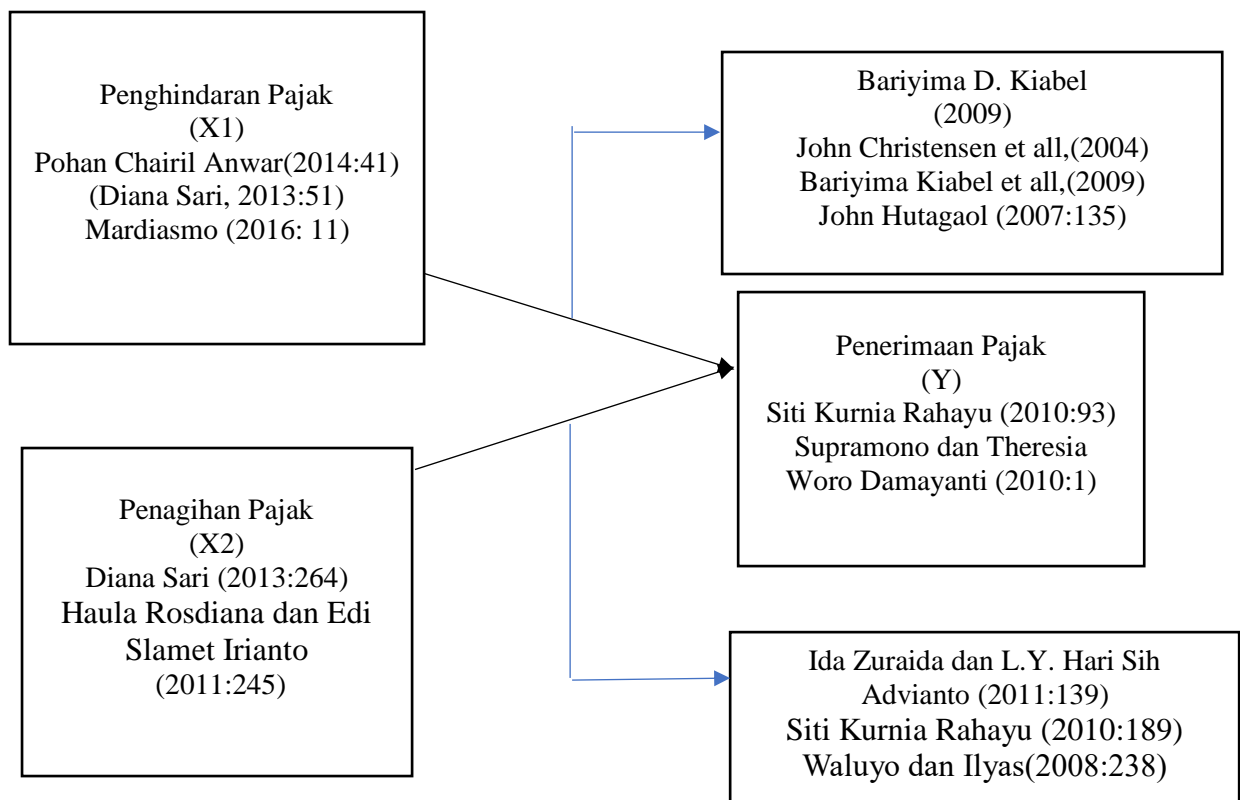 Penghindaran Pajak
(X1)
Pohan Chairil Anwar(2014:41)
(Diana Sari, 2013:51)
Mardiasmo (2016: 11)
Bariyima D. Kiabel
(2009)
John Christensen et all,(2004)
Bariyima Kiabel et all,(2009)
John Hutagaol (2007:135)
Penerimaan Pajak
(Y)
Siti Kurnia Rahayu (2010:93)
Supramono dan Theresia
Woro Damayanti (2010:1)
Penagihan Pajak
(X2)
Diana Sari (2013:264)
Haula Rosdiana dan Edi
Slamet Irianto
(2011:245)
Ida Zuraida dan L.Y. Hari Sih
Advianto (2011:139)
Siti Kurnia Rahayu (2010:189)
Waluyo dan Ilyas(2008:238)